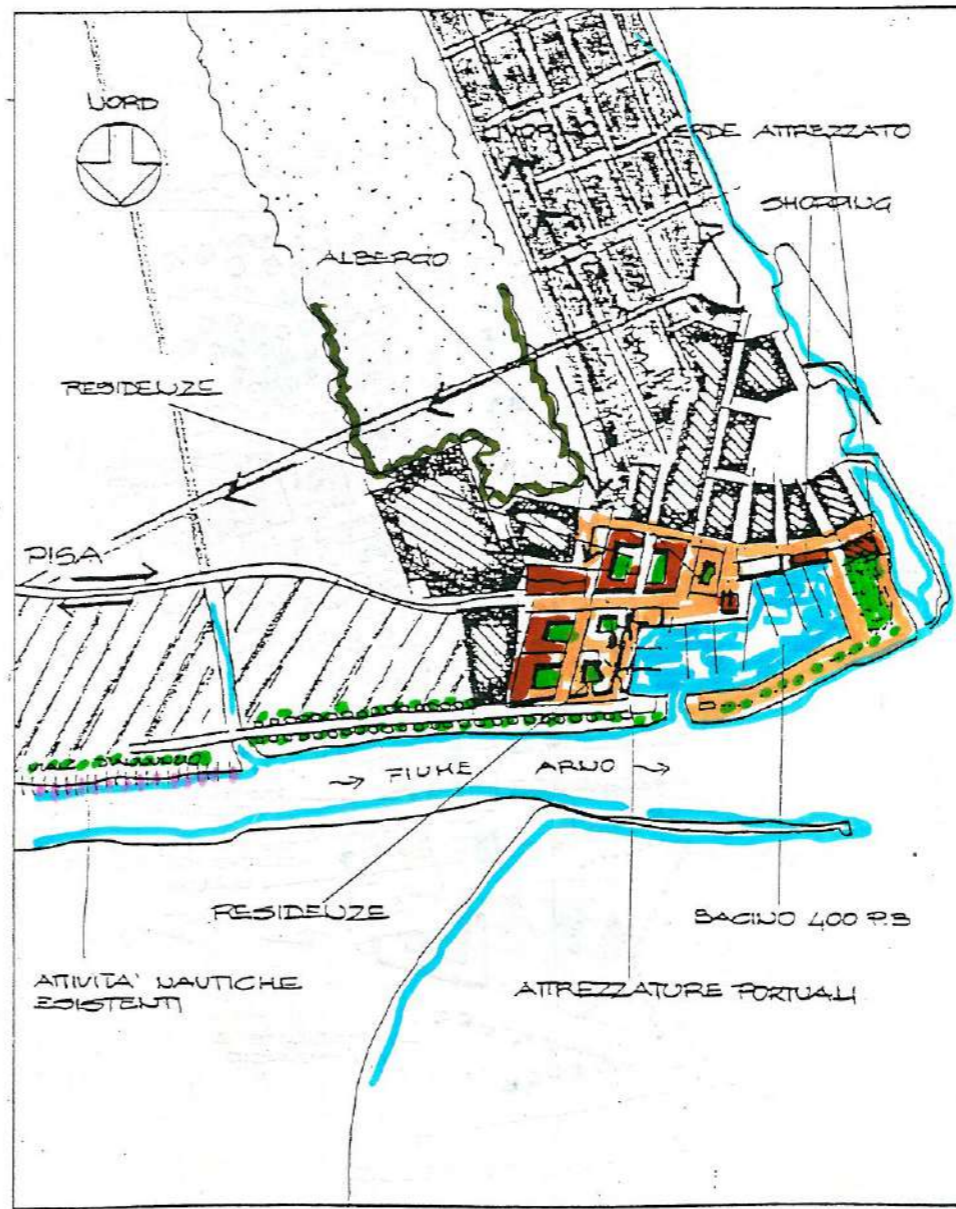 NORD
VERDE ATTREZZATO
SHOPPING
ALBERGO
RESIDENZE
PISA
→ FIUME ARNO →
RESIDENZE
BACINO 400 P.B
ATTIVITA' NAUTICHE
ESISTENTI
ATTREZZATURE PORTUALI